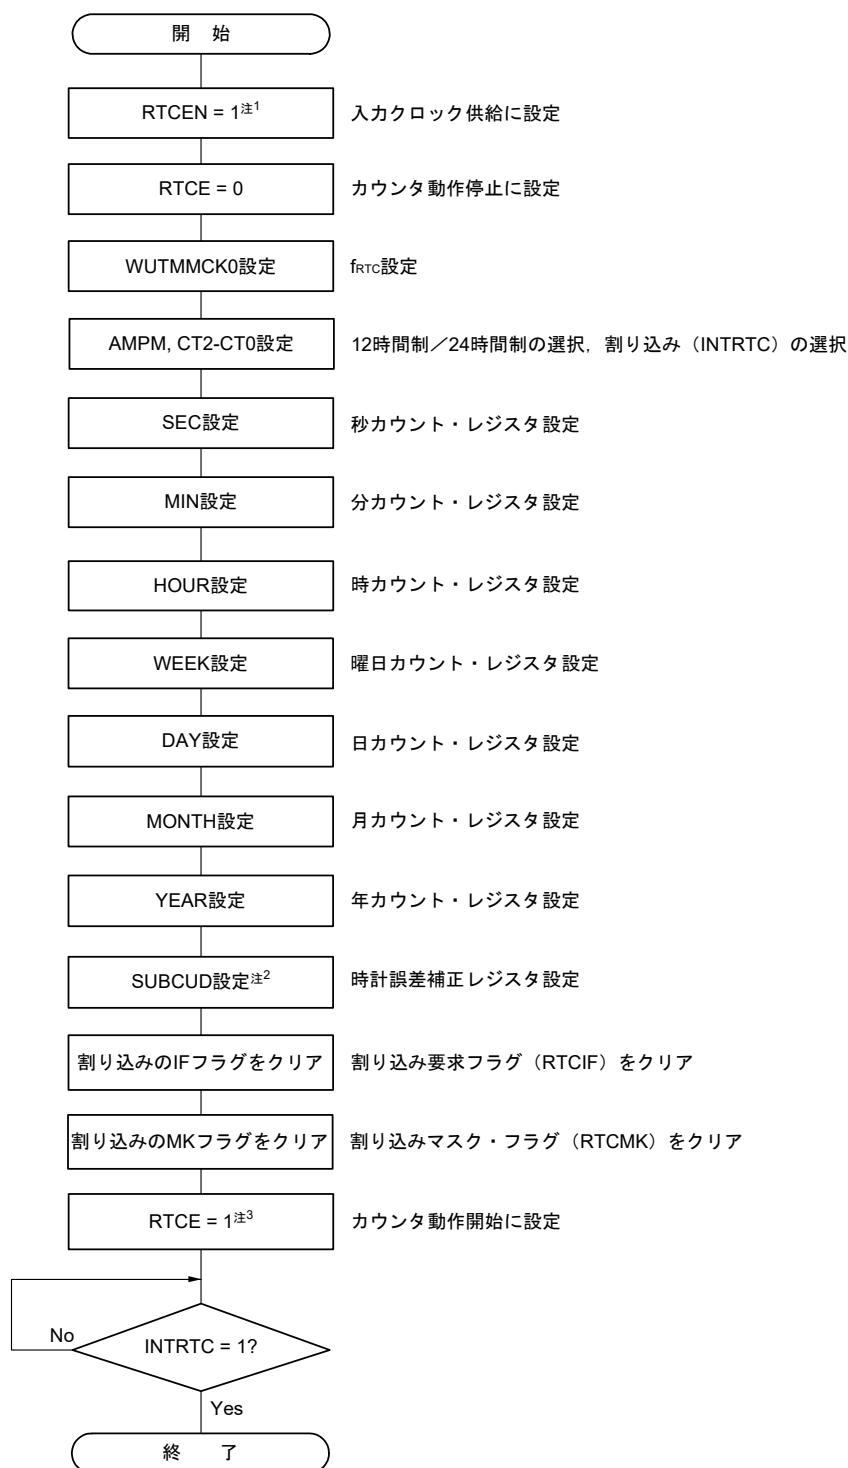 開 始
RTCEN = 1注1 入力クロック供給に設定
RTCE = 0 カウンタ動作停止に設定
WUTMMCK0設定 fRTC設定
AMPM, CT2-CT0設定 12時間制／24時間制の選択，割り込み（INTRTC）の選択
SEC設定 秒カウント・レジスタ設定
MIN設定 分カウント・レジスタ設定
HOUR設定 時カウント・レジスタ設定
WEEK設定 曜日カウント・レジスタ設定
DAY設定 日カウント・レジスタ設定
MONTH設定 月カウント・レジスタ設定
YEAR設定 年カウント・レジスタ設定
SUBCUD設定注2 時計誤差補正レジスタ設定
割り込みのIFフラグをクリア 割り込み要求フラグ（RTCIF）をクリア
割り込みのMKフラグをクリア 割り込みマスク・フラグ（RTCMK）をクリア
RTCE = 1注3 カウンタ動作開始に設定
No
INTRTC = 1?
Yes
終 了